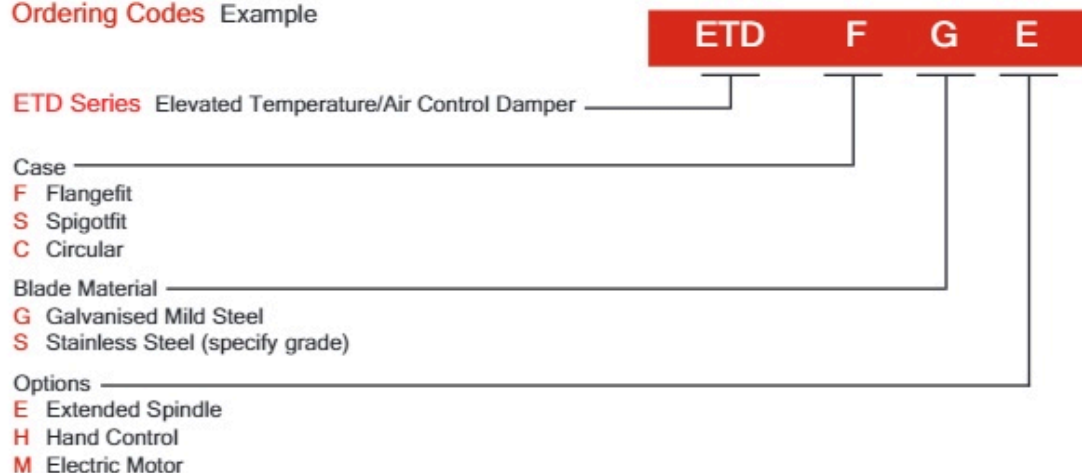 Ordering Codes Example
ETD F G E
ETD Series Elevated Temperature/Air Control Damper
Case
F Flangefit
S Spigotfit
C Circular
Blade Material
G Galvanised Mild Steel
S Stainless Steel (specify grade)
Options
E Extended Spindle
H Hand Control
M Electric Motor